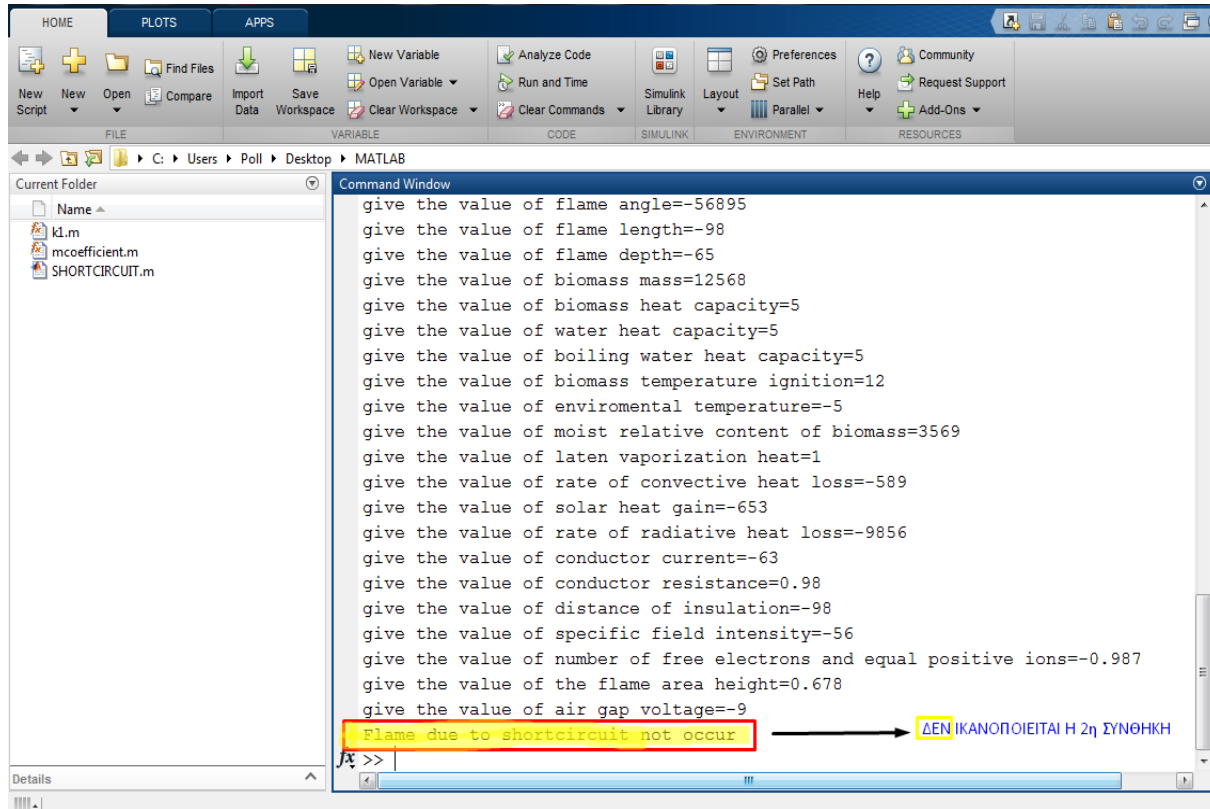 HOME PLOTS APPS
New Script
New
Open
Find Files
Compare
Import Data
Save Workspace
New Variable
Open Variable
Clear Workspace
Analyze Code
Run and Time
Clear Commands
Simulink Library
Layout
Preferences
Set Path
Parallel
Help
Community
Request Support
Add-Ons
FILE VARIABLE CODE SIMULINK ENVIRONMENT RESOURCES
C: Users Poll Desktop MATLAB
Current Folder
Name
k1.m
mcoefficient.m
SHORTCIRCUIT.m
Details
Command Window
give the value of flame angle=-56895
give the value of flame length=-98
give the value of flame depth=-65
give the value of biomass mass=12568
give the value of biomass heat capacity=5
give the value of water heat capacity=5
give the value of boiling water heat capacity=5
give the value of biomass temperature ignition=12
give the value of enviromental temperature=-5
give the value of moist relative content of biomass=3569
give the value of laten vaporization heat=1
give the value of rate of convective heat loss=-589
give the value of solar heat gain=-653
give the value of rate of radiative heat loss=-9856
give the value of conductor current=-63
give the value of conductor resistance=0.98
give the value of distance of insulation=-98
give the value of specific field intensity=-56
give the value of number of free electrons and equal positive ions=-0.987
give the value of the flame area height=0.678
give the value of air gap voltage=-9
Flame due to shortcircuit not occur
ΔΕΝ ΙΚΑΝΟΠΟΙΕΙΤΑΙ Η 2η ΣΥΝΘΗΚΗ
fx >>